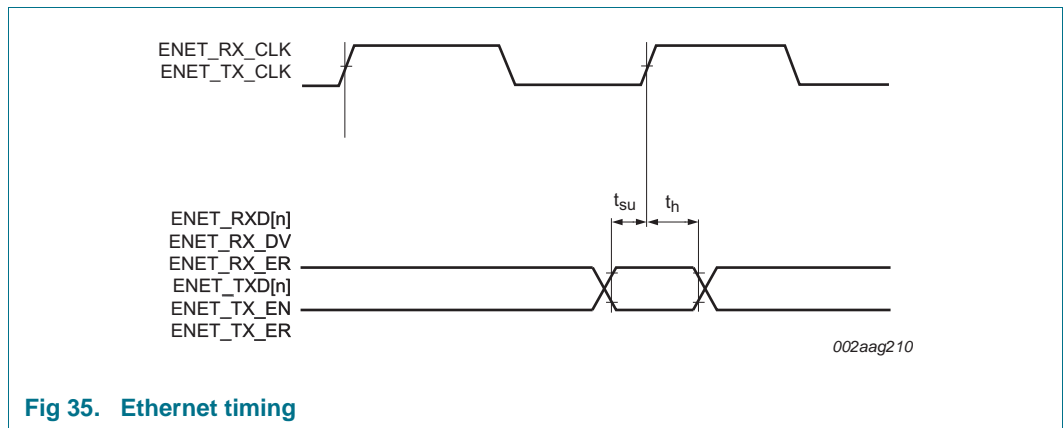 ENET_RX_CLK
ENET_TX_CLK
tsu
th
ENET_RXD[n]
ENET_RX_DV
ENET_RX_ER
ENET_TXD[n]
ENET_TX_EN
ENET_TX_ER
002aag210
Fig 35. Ethernet timing